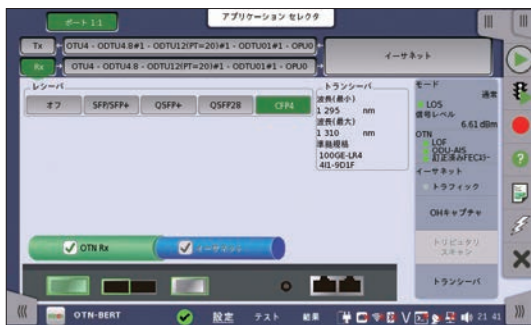 ポート 1:1
アプリケーション セレクタ
Tx
OTU4 - ODTU4.8#1 - ODTU12(PT=20)#1 - ODTU01#1 - OPU0
Rx
OTU4 - ODTU4.8 - ODTU12(PT=20)#1 - ODTU01#1 - OPU0
イーサネット
レシーバ
オフ
SFP/SFP+
QSFP+
QSFP28
CFP4
トランシーバ
波長(最小)
1 295 nm
波長(最大)
1 310 nm
準拠規格
100GE-LR4
4I1-9D1F
モード
通常
LOS
信号レベル
6.61 dBm
OTN
LOF
ODU-AIS
訂正済みFECエラー
イーサネット
トラフィック
OHキャプチャ
トリビュタリ
スキャン
トランシーバ
OTN Rx
イーサネット
OTN-BERT
設定
テスト
結果
21 41